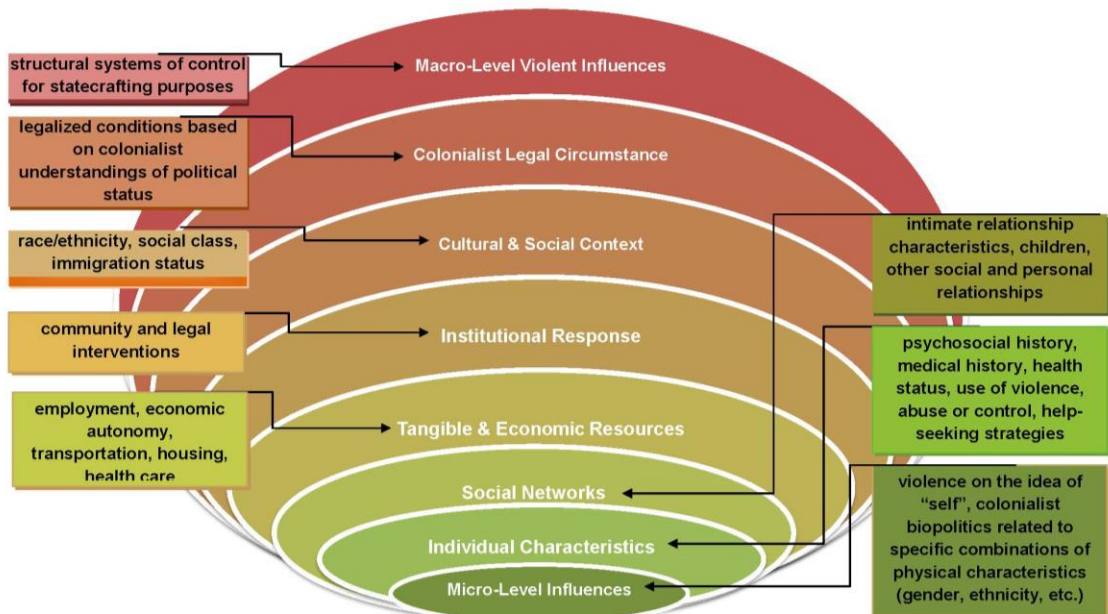 structural systems of control
for statecrafting purposes
legalized conditions based
on colonialist
understandings of political
status
race/ethnicity, social class,
immigration status
community and legal
interventions
employment, economic
autonomy,
transportation, housing,
health care
Macro-Level Violent Influences
Colonialist Legal Circumstance
Cultural & Social Context
Institutional Response
Tangible & Economic Resources
Social Networks
Individual Characteristics
Micro-Level Influences
intimate relationship
characteristics, children,
other social and personal
relationships
psychosocial history,
medical history, health
status, use of violence,
abuse or control, help-
seeking strategies
violence on the idea of
“self”, colonialist
biopolitics related to
specific combinations of
physical characteristics
(gender, ethnicity, etc.)